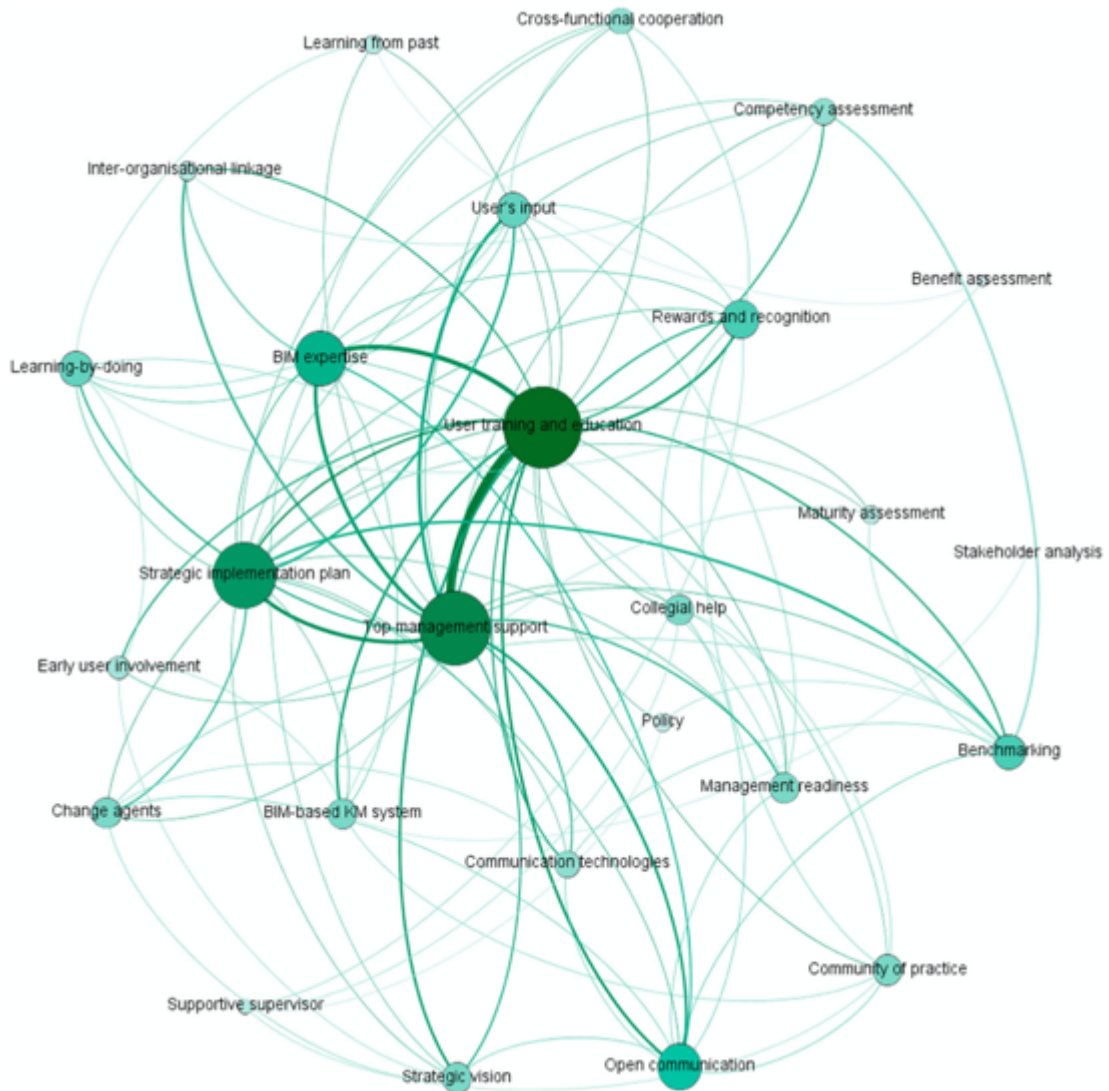 Cross-functional cooperation
Learning from past
Competency assessment
Inter-organisational linkage
User's input
Benefit assessment
Rewards and recognition
BIM expertise
Learning-by-doing
User training and education
Maturity assessment
Stakeholder analysis
Strategic implementation plan
Collegial help
Top management support
Early user involvement
Policy
Benchmarking
Management readiness
Change agents
BIM-based KM system
Communication technologies
Community of practice
Supportive supervisor
Open communication
Strategic vision